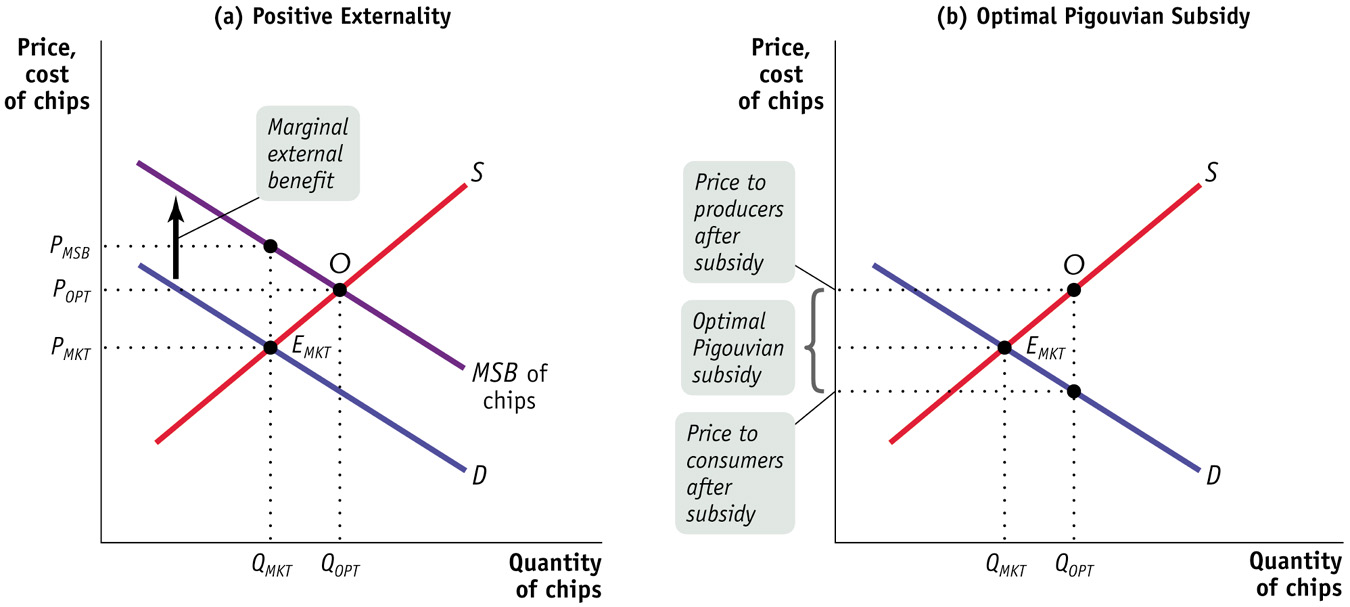 (a) Positive Externality
Price,
cost
of chips
Marginal
external
benefit
S
P_MSB
O
P_OPT
P_MKT
E_MKT
MSB of
chips
D
Q_MKT
Q_OPT
Quantity
of chips
(b) Optimal Pigouvian Subsidy
Price,
cost
of chips
Price to
producers
after
subsidy
S
O
Optimal
Pigouvian
subsidy
E_MKT
Price to
consumers
after
subsidy
D
Q_MKT
Q_OPT
Quantity
of chips